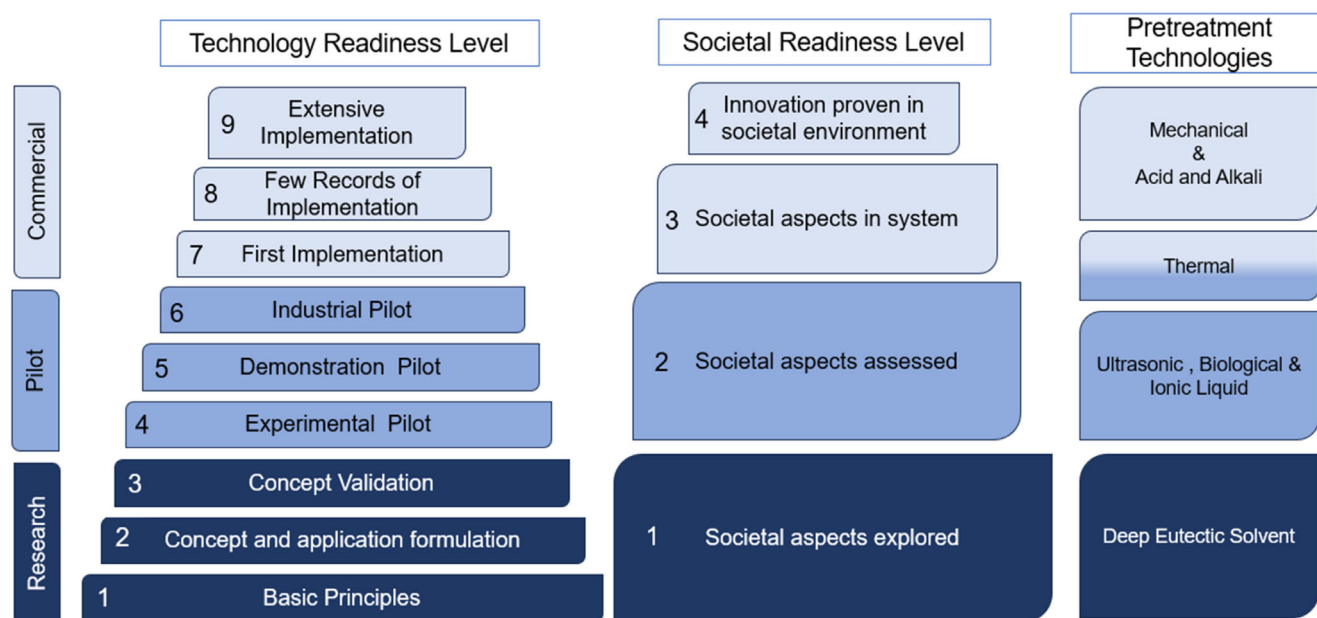 Technology Readiness Level
Societal Readiness Level
Pretreatment
Technologies
Commercial
9
Extensive
Implementation
8
Few Records of
Implementation
7
First Implementation
4
Innovation proven in
societal environment
3
Societal aspects in system
Mechanical
&
Acid and Alkali
Thermal
Pilot
6
Industrial Pilot
5
Demonstration Pilot
4
Experimental Pilot
2
Societal aspects assessed
Ultrasonic , Biological &
Ionic Liquid
Research
3
Concept Validation
2
Concept and application formulation
1
Basic Principles
1
Societal aspects explored
Deep Eutectic Solvent